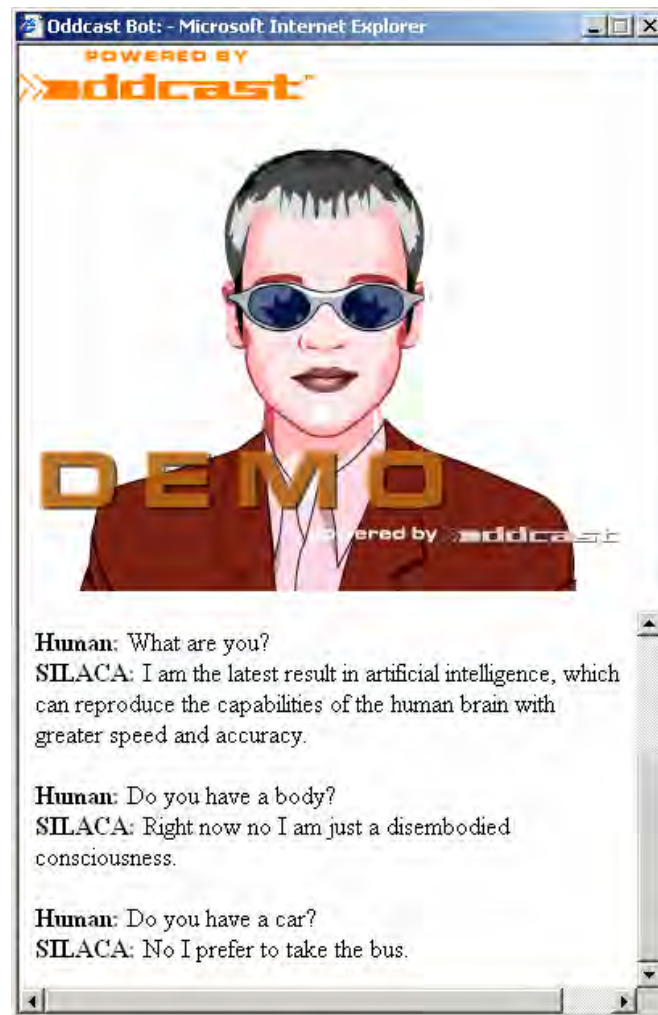 Oddcast Bot: - Microsoft Internet Explorer
POWERED BY
oddcast™
DEMO
powered by oddcast
Human: What are you?
SILACA: I am the latest result in artificial intelligence, which
can reproduce the capabilities of the human brain with
greater speed and accuracy.
Human: Do you have a body?
SILACA: Right now no I am just a disembodied
consciousness.
Human: Do you have a car?
SILACA: No I prefer to take the bus.